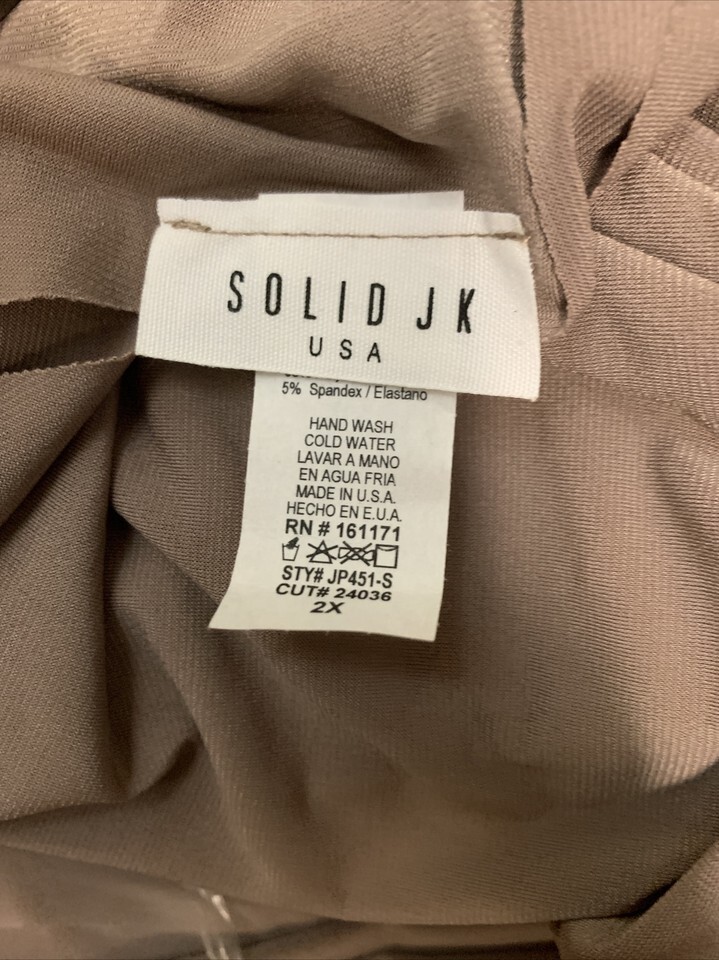 SOLID JK
USA
5% Spandex / Elastano
HAND WASH
COLD WATER
LAVAR A MANO
EN AGUA FRIA
MADE IN U.S.A.
HECHO EN E.U.A.
RN # 161171
STY# JP451-S
CUT# 24036
2X